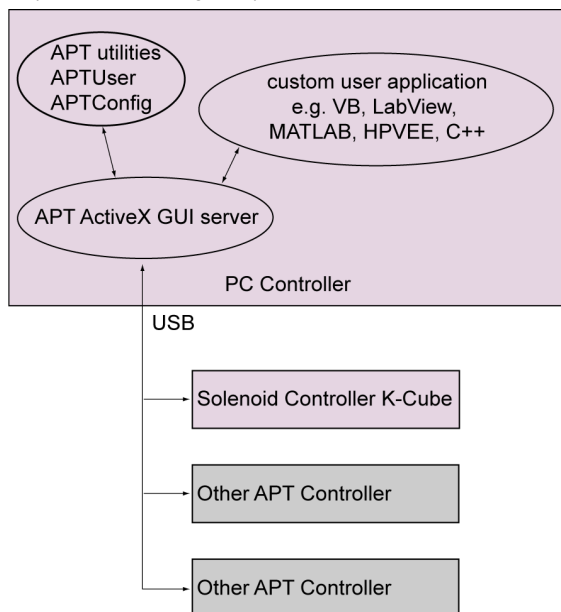 APT utilities
APTUser
APTConfig
custom user application
e.g. VB, LabView,
MATLAB, HPVEE, C++
APT ActiveX GUI server
PC Controller
USB
Solenoid Controller K-Cube
Other APT Controller
Other APT Controller